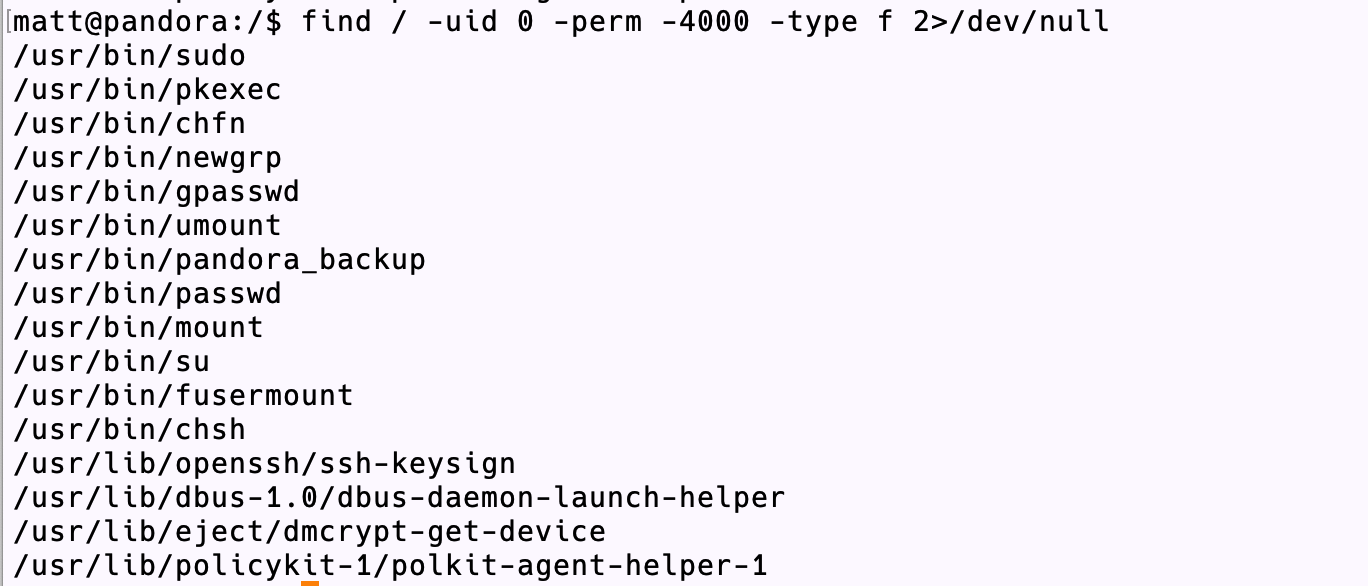 [matt@pandora:/$ find / -uid 0 -perm -4000 -type f 2>/dev/null
/usr/bin/sudo
/usr/bin/pkexec
/usr/bin/chfn
/usr/bin/newgrp
/usr/bin/gpasswd
/usr/bin/umount
/usr/bin/pandora_backup
/usr/bin/passwd
/usr/bin/mount
/usr/bin/su
/usr/bin/fusermount
/usr/bin/chsh
/usr/lib/openssh/ssh-keysign
/usr/lib/dbus-1.0/dbus-daemon-launch-helper
/usr/lib/eject/dmcrypt-get-device
/usr/lib/policykit-1/polkit-agent-helper-1